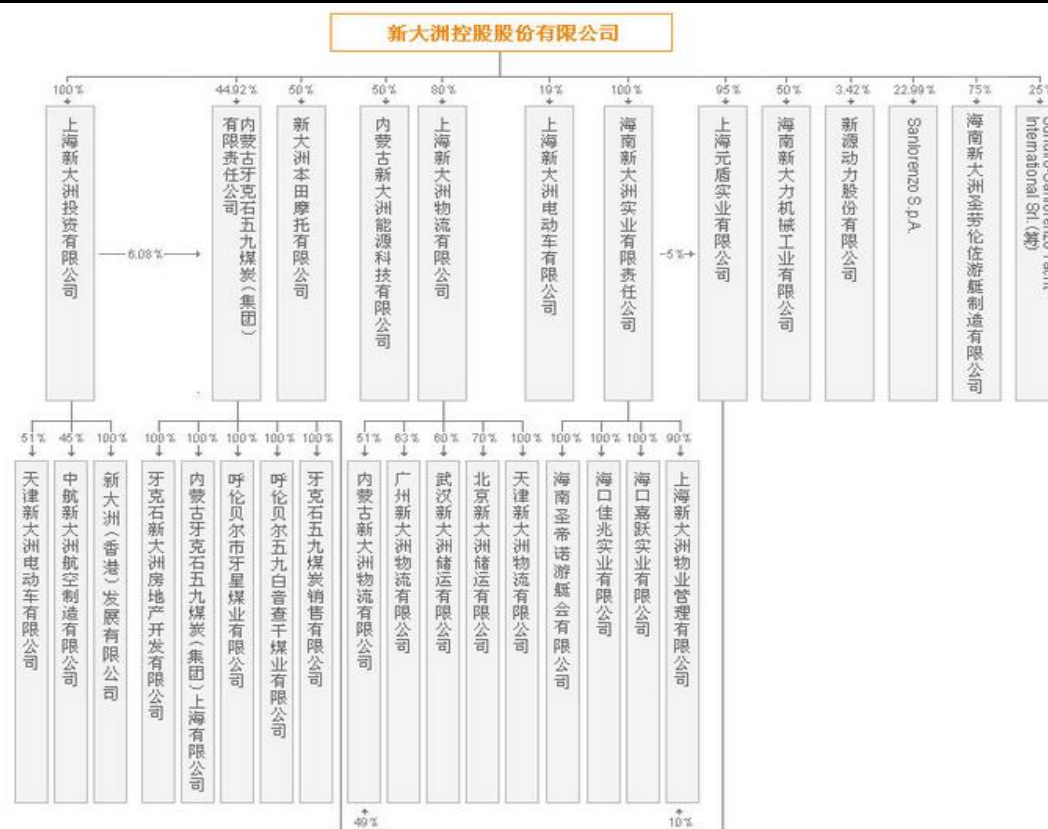 新大洲控股股份有限公司
100%
44.92%
50%
50%
80%
19%
100%
95%
50%
3.42%
22.99%
75%
25%
上海新大洲投资有限公司
6.08%
内蒙古牙克石五九煤炭(集团)
有限责任公司
新大洲本田摩托有限公司
内蒙古新大洲能源科技有限公司
上海新大洲物流有限公司
上海新大洲电动车有限公司
海南新大洲实业有限责任公司
5%
上海元盾实业有限公司
海南新大力机械工业有限公司
新源动力股份有限公司
Sanlorenzo S.p.A.
海南新大洲圣劳伦佐游艇制造有限公司
International Srl.(筹)
51%
45%
100%
100%
100%
100%
100%
100%
51%
63%
60%
70%
100%
100%
100%
100%
90%
天津新大洲电动车有限公司
中航新大洲航空制造有限公司
新大洲(香港)发展有限公司
牙克石新大洲房地产开发有限公司
内蒙古牙克石五九煤炭(集团)上海有限公司
呼伦贝尔市牙星煤业有限公司
呼伦贝尔五九白音查干煤业有限公司
牙克石五九煤炭销售有限公司
内蒙古新大洲物流有限公司
广州新大洲物流有限公司
武汉新大洲储运有限公司
北京新大洲储运有限公司
天津新大洲物流有限公司
海南圣帝诺游艇会有限公司
海口佳兆实业有限公司
海口嘉跃实业有限公司
上海新大洲物业管理有限公司
49%
10%